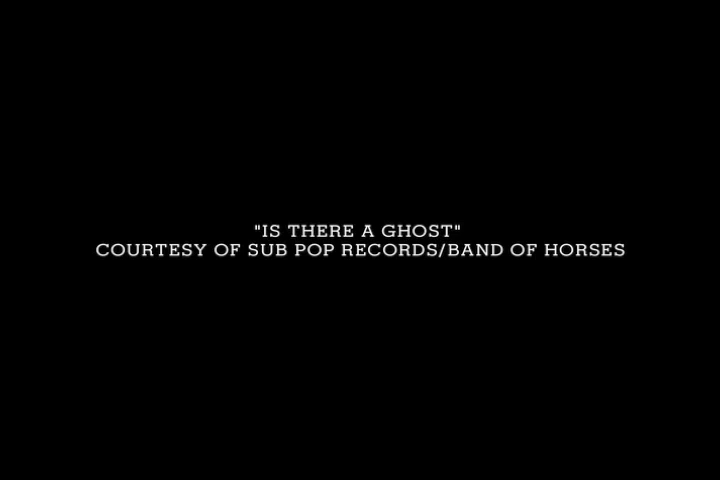 "IS THERE A GHOST"
COURTESY OF SUB POP RECORDS/BAND OF HORSES